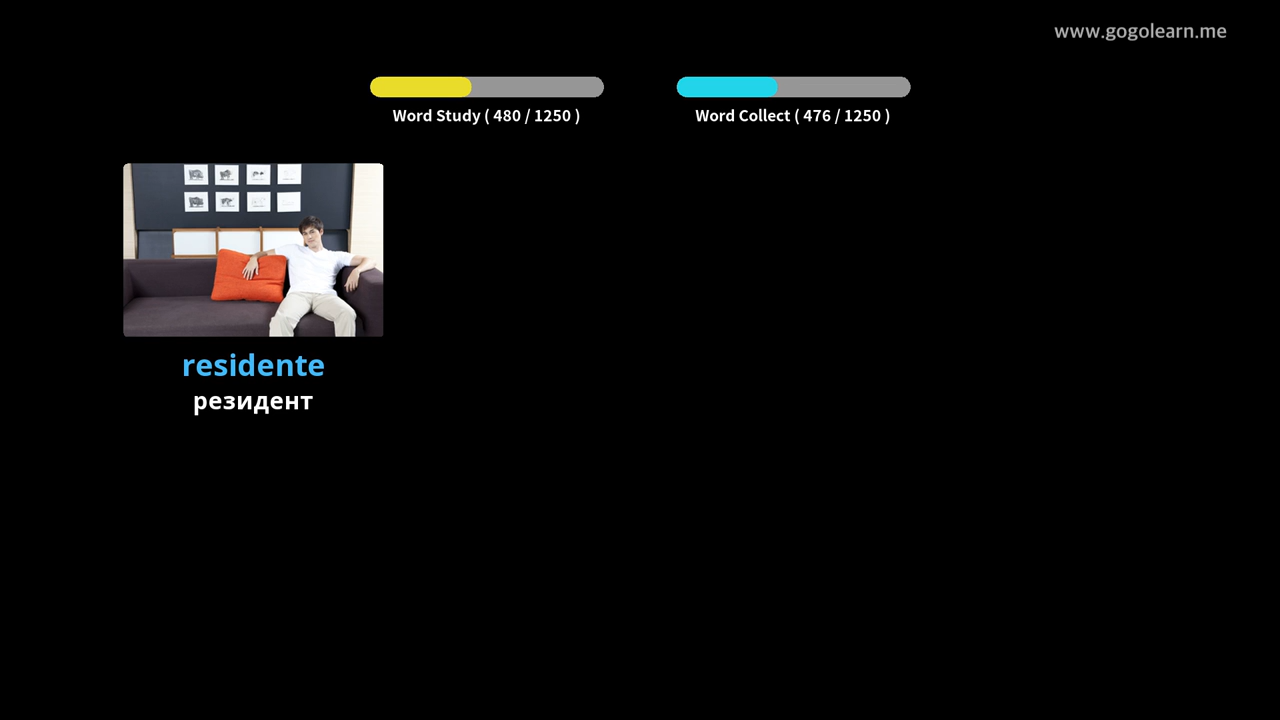 www.gogolearn.me
Word Study ( 480 / 1250 )
Word Collect ( 476 / 1250 )
residente
резидент